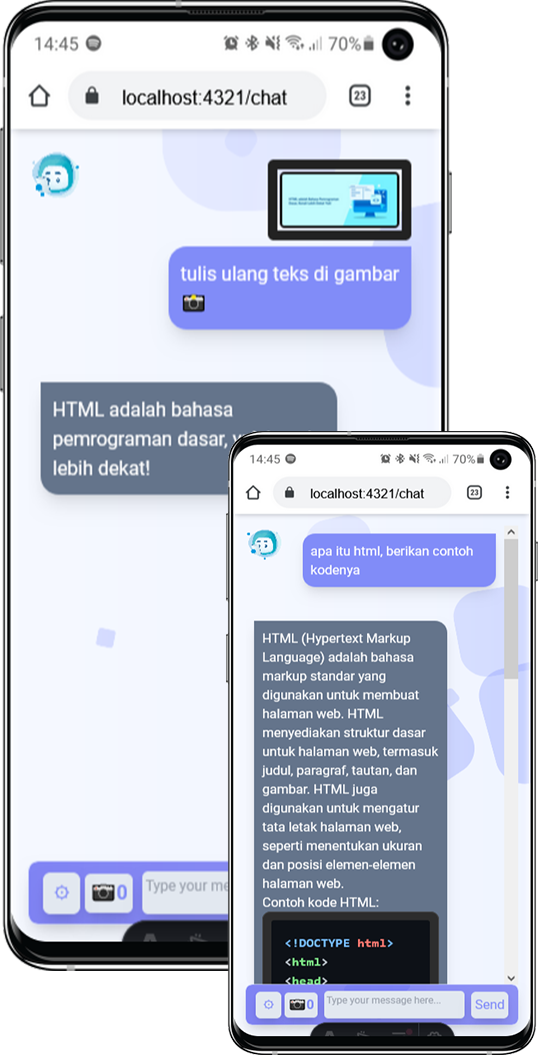 14:45
70%
localhost:4321/chat
23
tulis ulang teks di gambar
📷
HTML adalah bahasa
pemrograman dasar,
lebih dekat!
0
Type your me
14:45
70%
localhost:4321/chat
23
apa itu html, berikan contoh
kodenya
HTML (Hypertext Markup
Language) adalah bahasa
markup standar yang
digunakan untuk membuat
halaman web. HTML
menyediakan struktur dasar
untuk halaman web, termasuk
judul, paragraf, tautan, dan
gambar. HTML juga
digunakan untuk mengatur
tata letak halaman web,
seperti menentukan ukuran
dan posisi elemen-elemen
halaman web.
Contoh kode HTML:
<!DOCTYPE html>
<html>
<head>
0
Type your message here...
Send